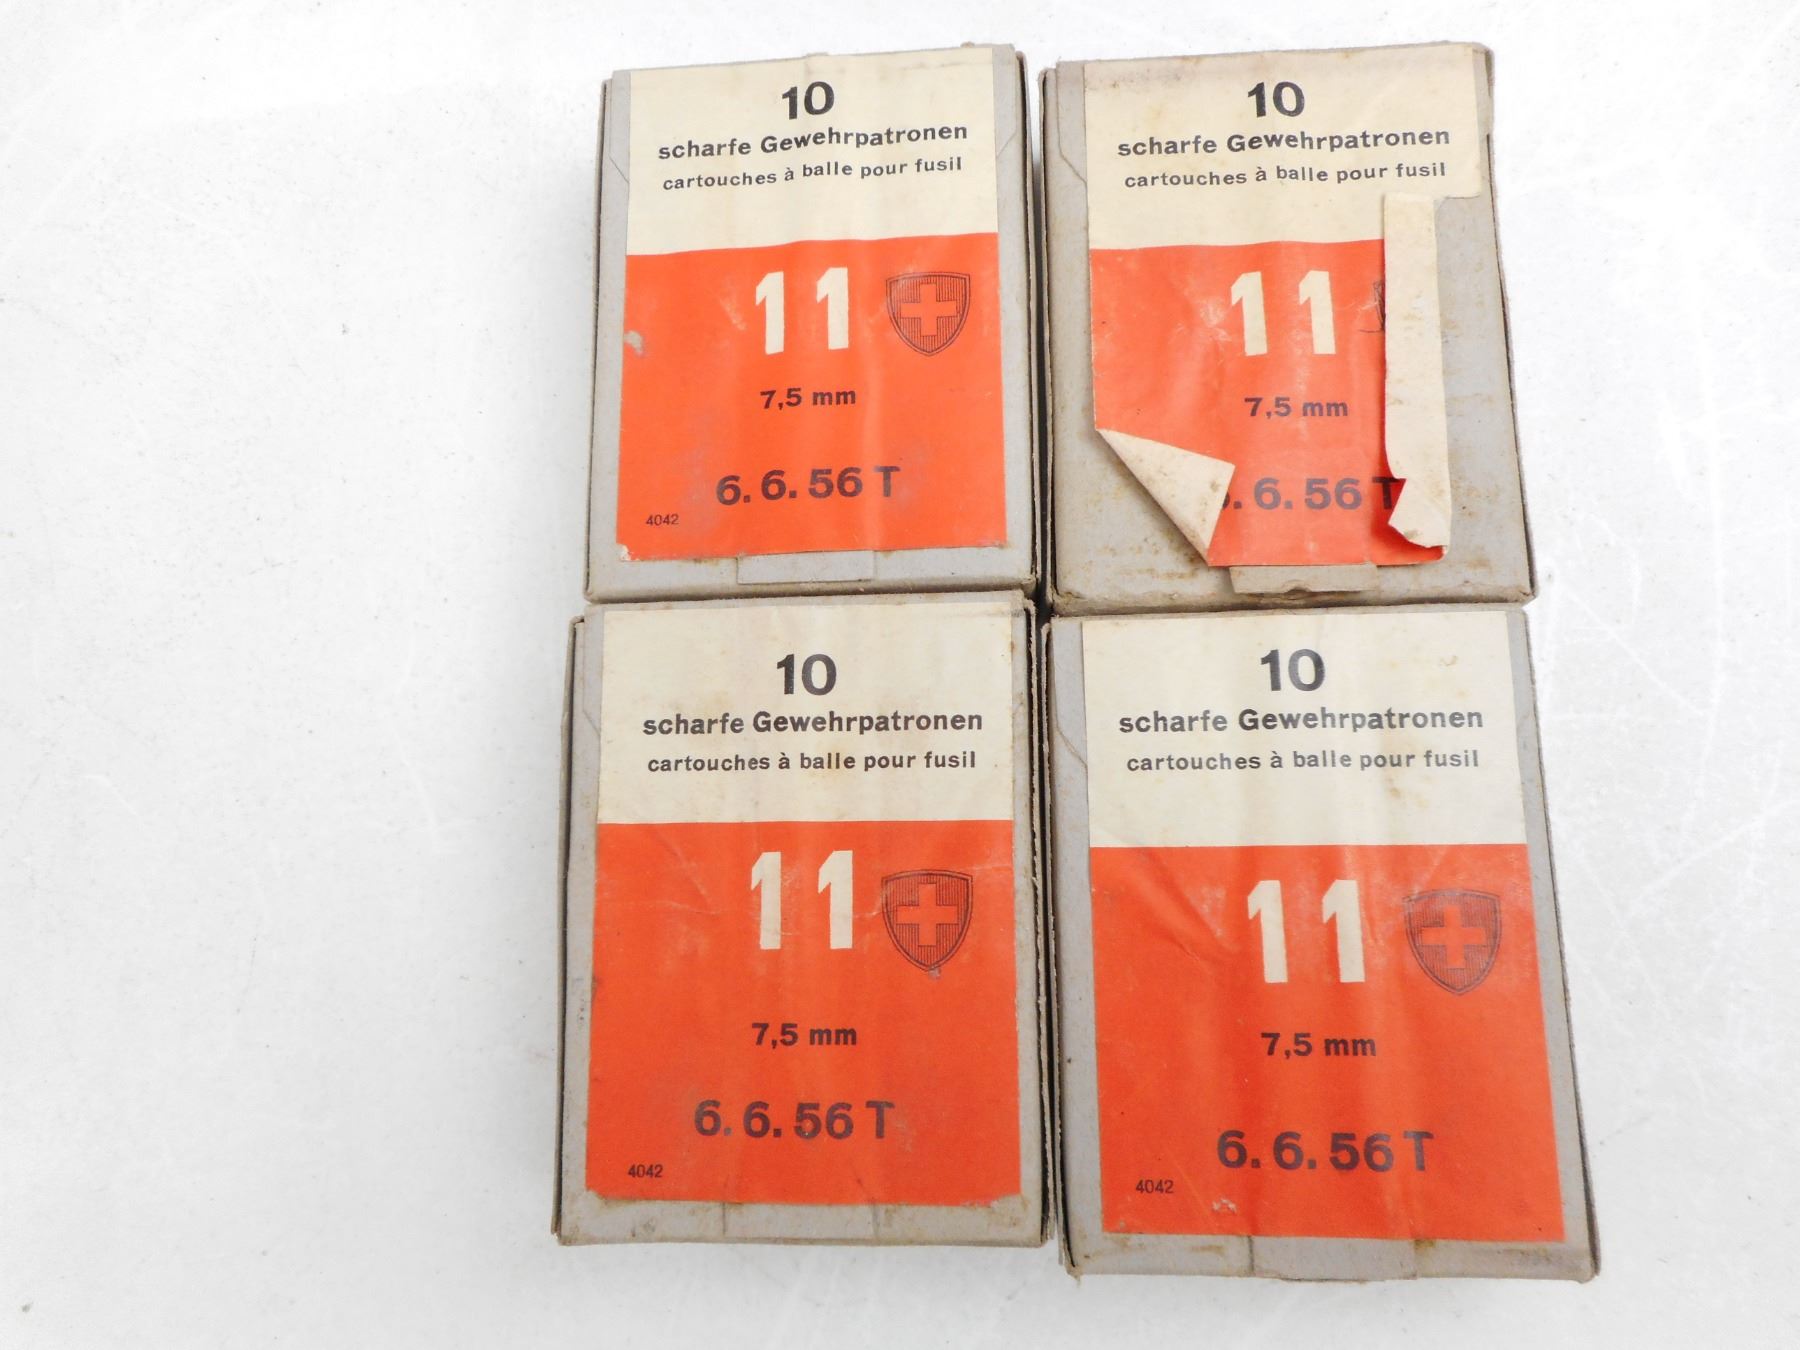 10
scharfe Gewehrpatronen
cartouches à balle pour fusil
11
7,5 mm
6.6.56 T
4042
10
scharfe Gewehrpatronen
cartouches à balle pour fusil
11
7,5 mm
.6.56 T
10
scharfe Gewehrpatronen
cartouches à balle pour fusil
11
7,5 mm
6.6.56 T
4042
10
scharfe Gewehrpatronen
cartouches à balle pour fusil
11
7,5 mm
6.6.56 T
4042